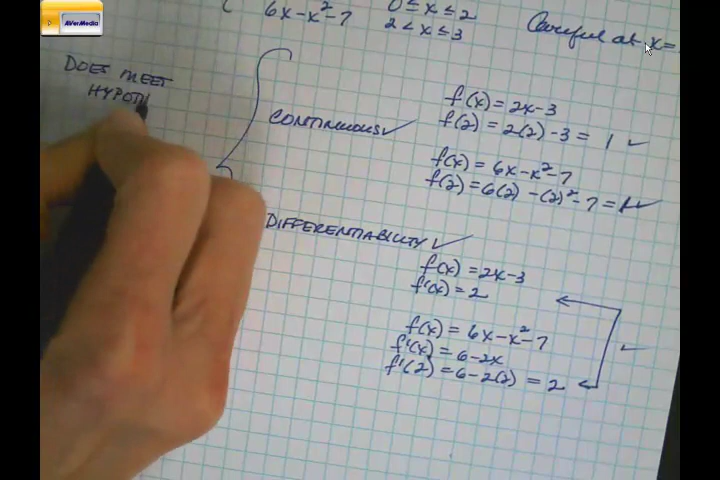 0 ≤ x ≤ 2
6x-x²-7 2 < x ≤ 3
Careful at x=
DOES MEET
HYPOTH
CONTINUOUS ✓
f(x) = 2x-3
f(2) = 2(2) -3 = 1 ✓
f(x) = 6x-x²-7
f(2) = 6(2) -(2)²-7 = 1 ✓
DIFFERENTIABILITY ✓
f(x) = 2x-3
f'(x) = 2
f(x) = 6x-x²-7
f'(x) = 6-2x
f'(2) = 6-2(2) = 2
AVerMedia